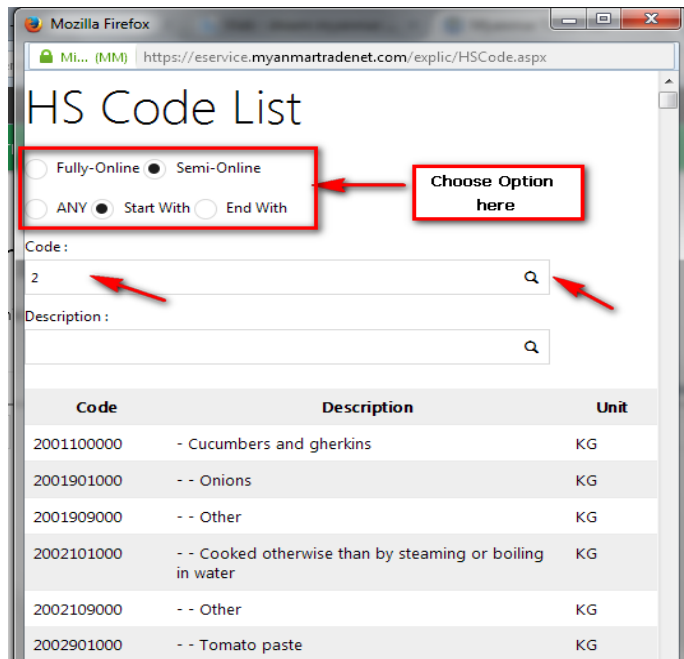 Mozilla Firefox
Mi... (MM) https://eservice.myanmartradenet.com/explic/HSCode.aspx
HS Code List
Fully-Online Semi-Online
ANY Start With End With
Choose Option
here
Code :
2
Description :
Code Description Unit
2001100000 - Cucumbers and gherkins KG
2001901000 - - Onions KG
2001909000 - - Other KG
2002101000 - - Cooked otherwise than by steaming or boiling KG
in water
2002109000 - - Other KG
2002901000 - - Tomato paste KG